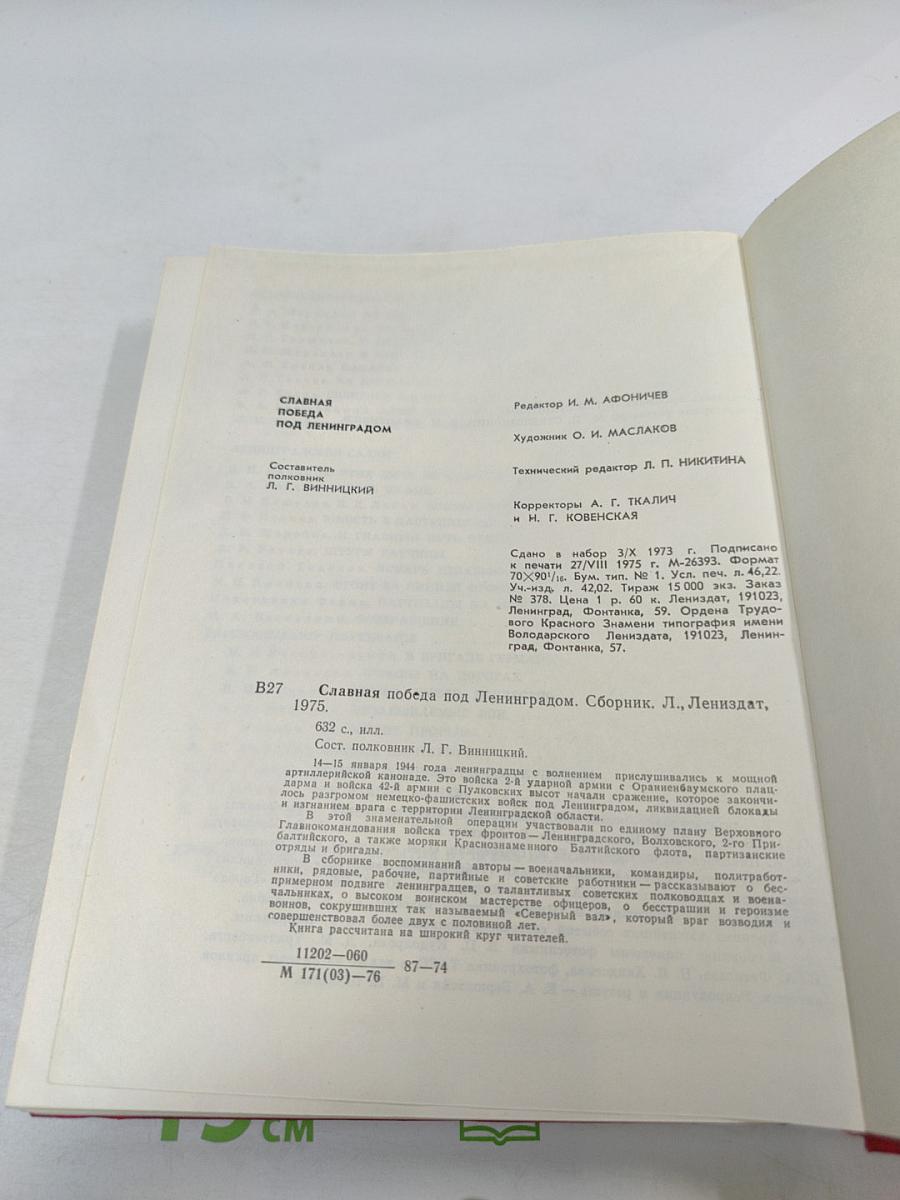 СЛАВНАЯ
ПОБЕДА
ПОД ЛЕНИНГРАДОМ
Составитель
полковник
Л. Г. ВИННИЦКИЙ
Редактор И. М. АФОНИЧЕВ
Художник О. И. МАСЛАКОВ
Технический редактор Л. П. НИКИТИНА
Корректоры А. Г. ТКАЛИЧ
и Н. Г. КОВЕНСКАЯ
Сдано в набор 3/X 1973 г. Подписано
к печати 27/VIII 1975 г. М-26393. Формат
70×90¹/₁₆. Бум. тип. № 1. Усл. печ. л. 46,22.
Уч.-изд. л. 42,02. Тираж 15 000 экз. Заказ
№ 378. Цена 1 р. 60 к. Лениздат, 191023,
Ленинград, Фонтанка, 59. Ордена Трудо-
вого Красного Знамени типография имени
Володарского Лениздата, 191023, Ленин-
град, Фонтанка, 57.
В27 Славная победа под Ленинградом. Сборник. Л., Лениздат,
1975.
632 с., илл.
Сост. полковник Л. Г. Винницкий.
14—15 января 1944 года ленинградцы с волнением прислушивались к мощной
артиллерийской канонаде. Это войска 2-й ударной армии с Ораниенбаумского плац-
дарма и войска 42-й армии с Пулковских высот начали сражение, которое закончи-
лось разгромом немецко-фашистских войск под Ленинградом, ликвидацией блокады
и изгнанием врага с территории Ленинградской области.
В этой знаменательной операции участвовали по единому плану Верховного
Главнокомандования войска трех фронтов — Ленинградского, Волховского, 2-го При-
балтийского, а также моряки Краснознаменного Балтийского флота, партизанские
отряды и бригады.
В сборнике воспоминаний авторы — военачальники, командиры, политработ-
ники, рядовые, рабочие, партийные и советские работники — рассказывают о бес-
примерном подвиге ленинградцев, о талантливых советских полководцах и воена-
чальниках, о высоком воинском мастерстве офицеров, о бесстрашии и героизме
воинов, сокрушивших так называемый «Северный вал», который враг возводил и
совершенствовал более двух с половиной лет.
Книга рассчитана на широкий круг читателей.
11202—060
М 171(03)—76
87—74
15 см